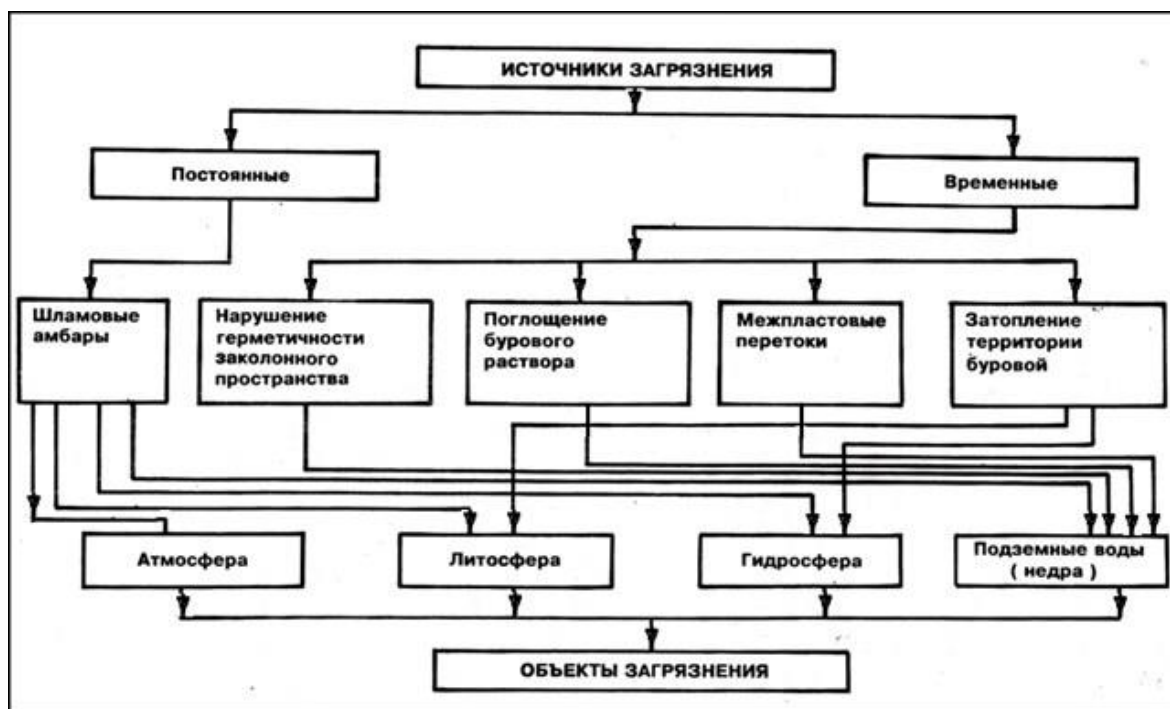 ИСТОЧНИКИ ЗАГРЯЗНЕНИЯ
Постоянные
Временные
Шламовые
амбары
Нарушение
герметичности
заколонного
пространства
Поглощение
бурового
раствора
Межпластовые
перетоки
Затопление
территории
буровой
Атмосфера
Литосфера
Гидросфера
Подземные воды
( недра )
ОБЪЕКТЫ ЗАГРЯЗНЕНИЯ